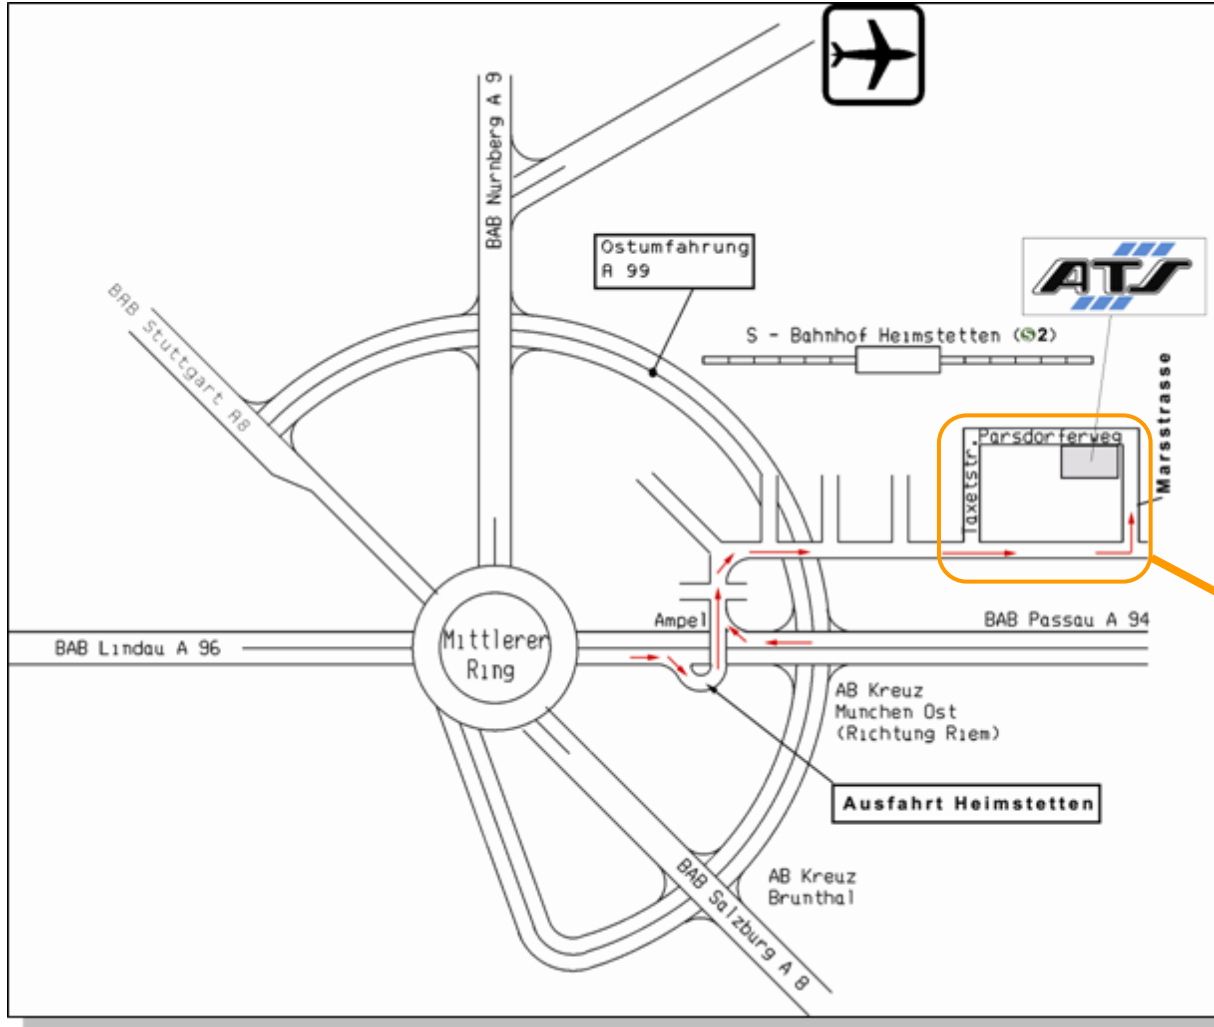 BAB Nurnberg A 9
Ostumfahrung
A 99
ATS
BAB Stuttgart A8
S - Bahnhof Heimstetten (S2)
Marsstrasse
Parsdorferweg
Taxetstr.
Ampel
BAB Passau A 94
BAB Lindau A 96
Mittlerer
Ring
AB Kreuz
Munchen Ost
(Richtung Riem)
Ausfahrt Heimstetten
AB Kreuz
Brunthal
BAB Salzburg A 8